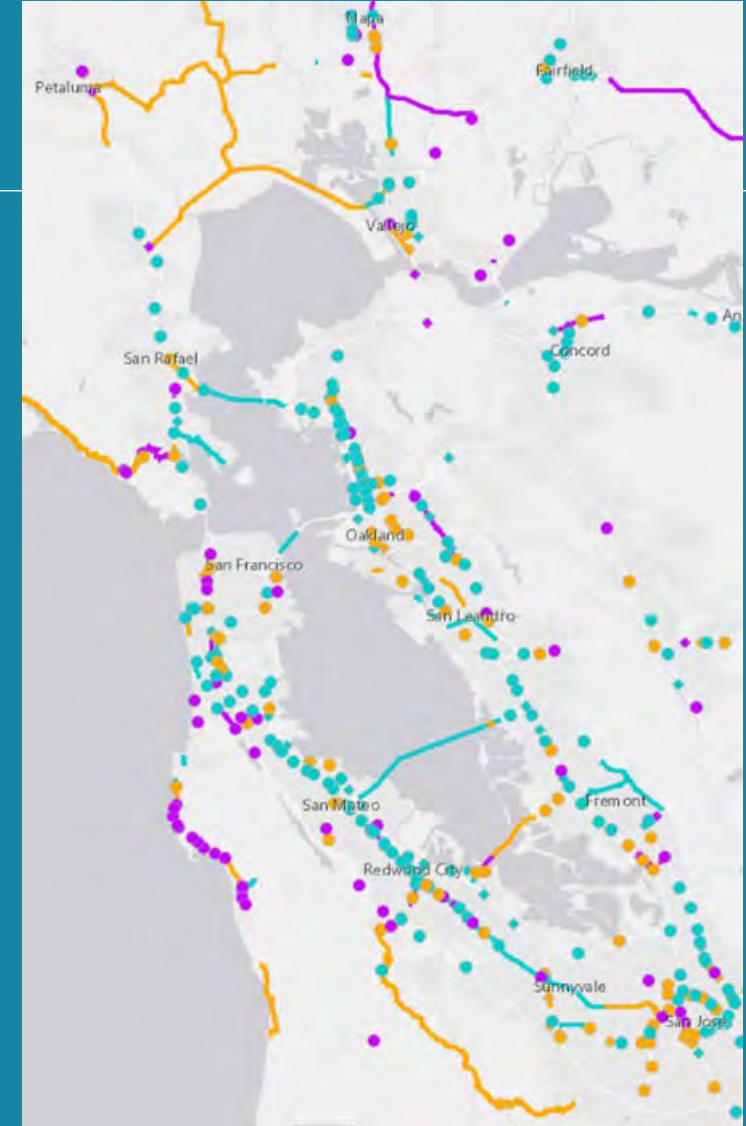 Napa
Fairfield
Petaluma
Vallejo
An
Concord
San Rafael
Oakland
San Francisco
San Leandro
Fremont
San Mateo
Redwood City
Sunnyvale
San Jose